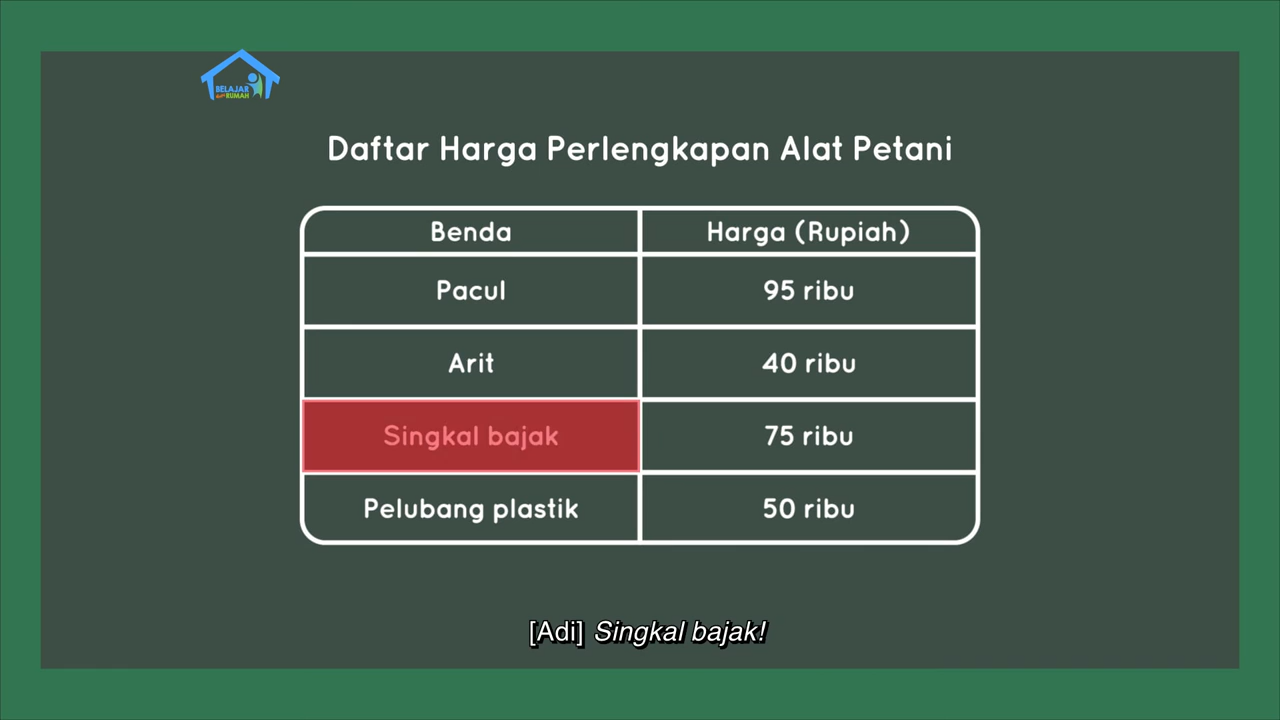 BELAJAR
dari RUMAH
Daftar Harga Perlengkapan Alat Petani
Benda Harga (Rupiah)
Pacul 95 ribu
Arit 40 ribu
Singkal bajak 75 ribu
Pelubang plastik 50 ribu
[Adi] Singkal bajak!